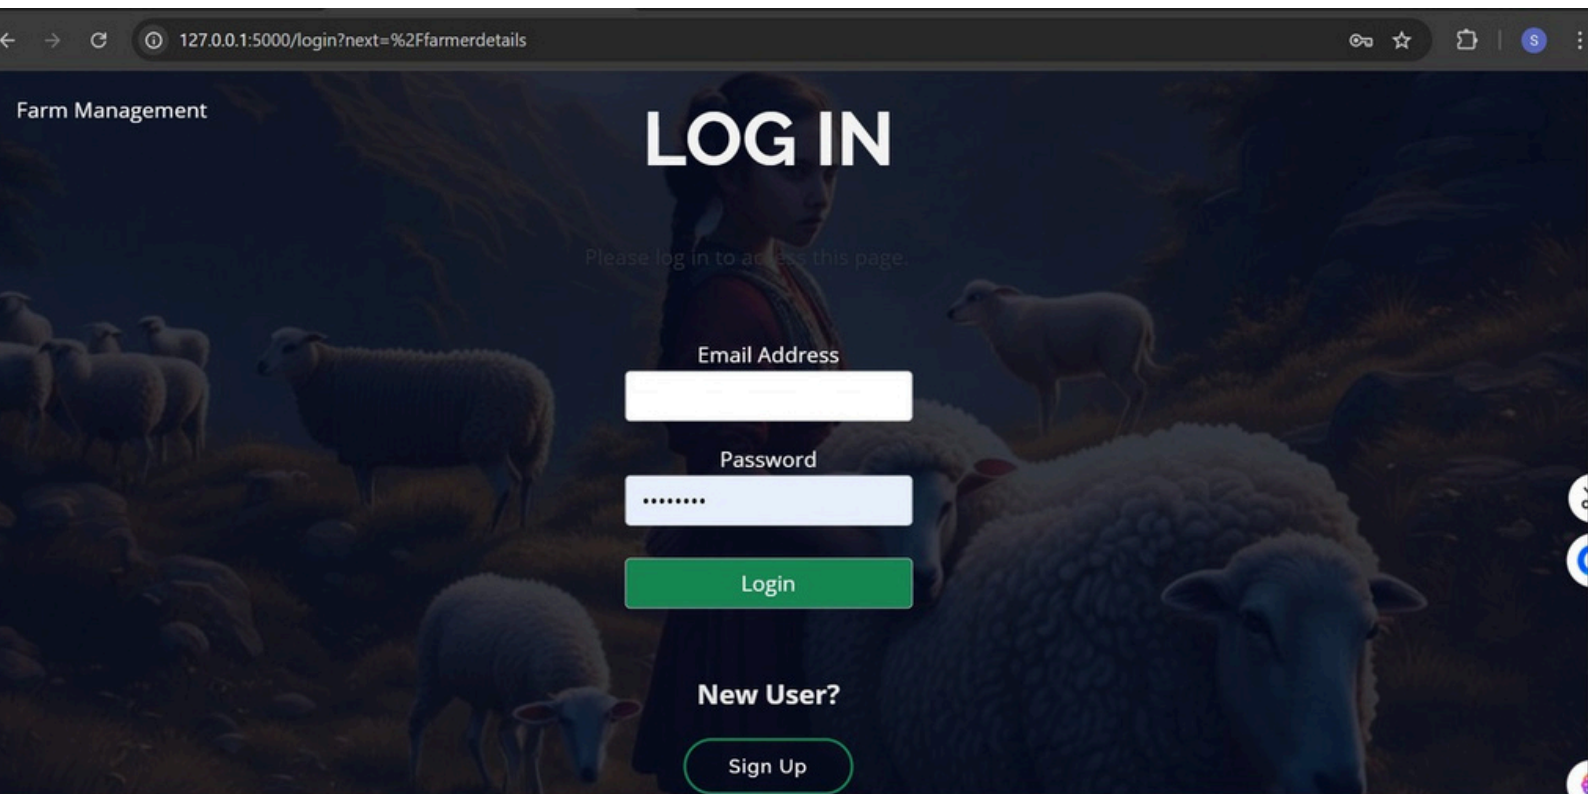 127.0.0.1:5000/login?next=%2Ffarmerdetails
S
Farm Management
LOG IN
Please log in to access this page.
Email Address
Password
••••••••
Login
New User?
Sign Up